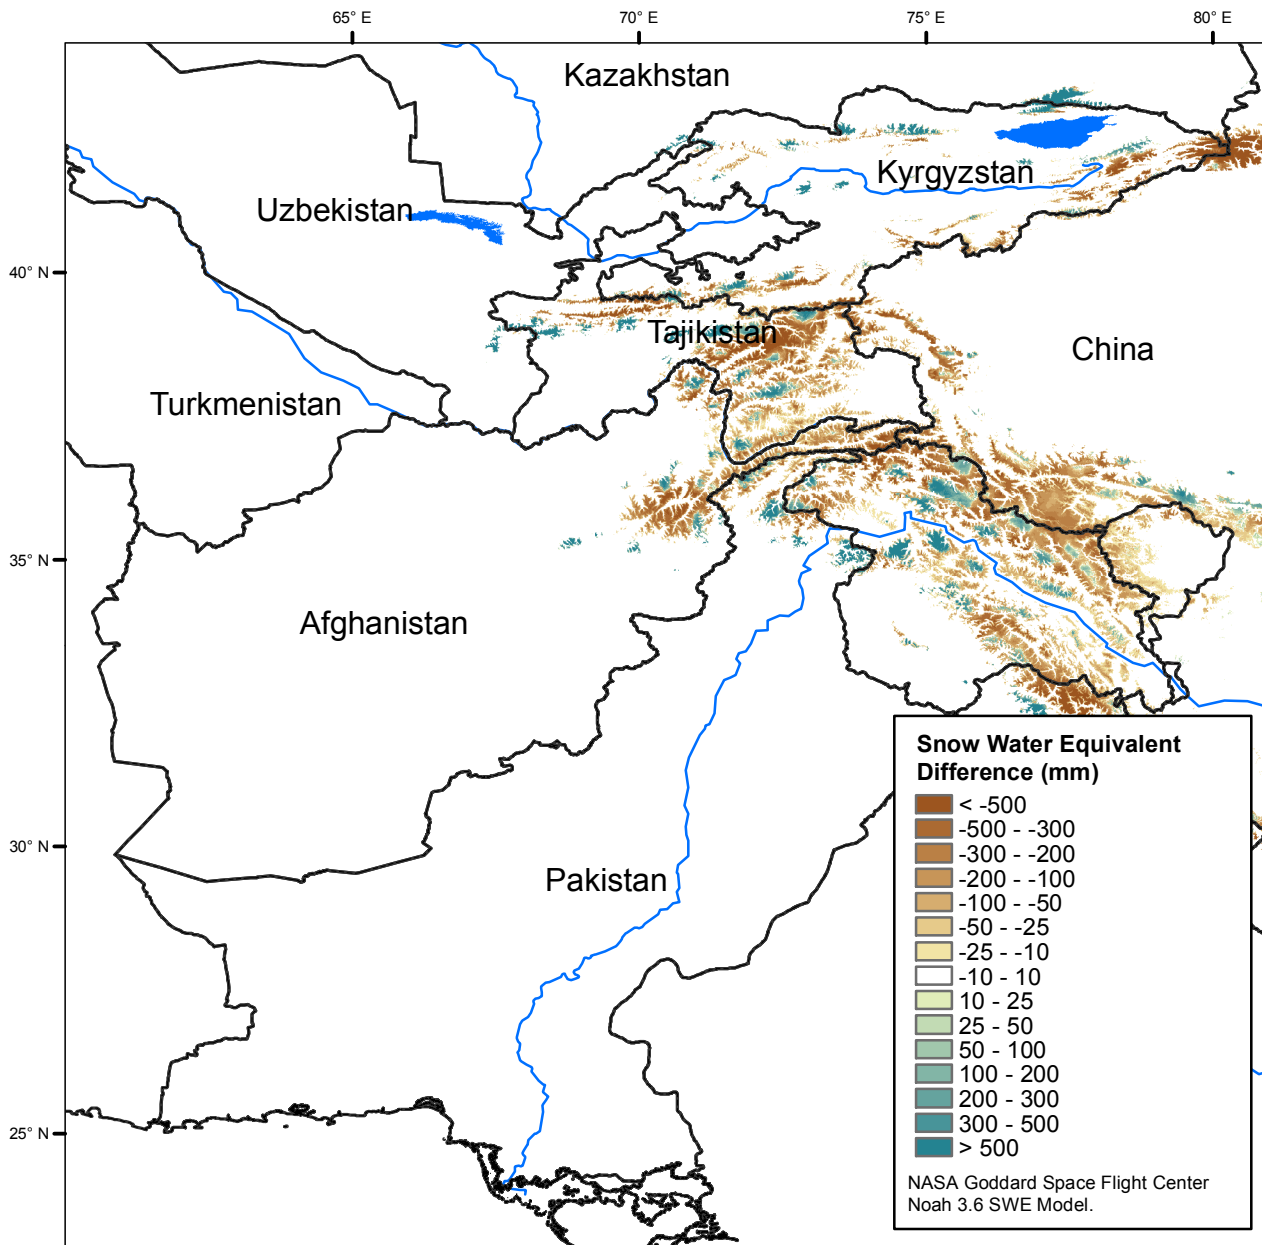 65° E 70° E 75° E 80° E
Kazakhstan
Kyrgyzstan
Uzbekistan
40° N
Tajikistan
China
Turkmenistan
35° N
Afghanistan
Snow Water Equivalent
Difference (mm)
< -500
-500 - -300
-300 - -200
-200 - -100
-100 - -50
-50 - -25
-25 - -10
-10 - 10
10 - 25
25 - 50
50 - 100
100 - 200
200 - 300
300 - 500
> 500
NASA Goddard Space Flight Center
Noah 3.6 SWE Model.
30° N
Pakistan
25° N